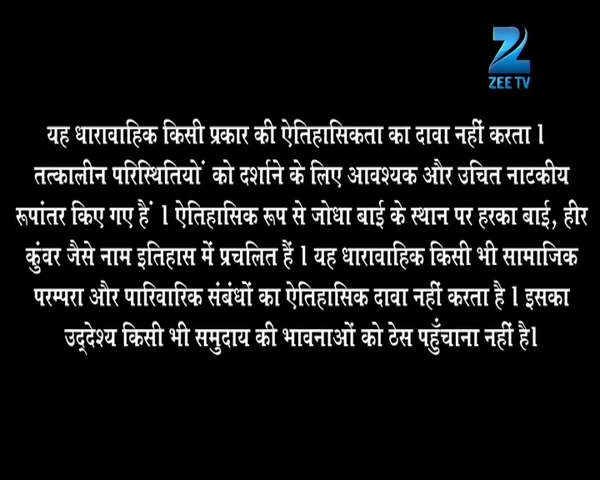 ZEE TV
यह धारावाहिक किसी प्रकार की ऐतिहासिकता का दावा नहीं करता।
तत्कालीन परिस्थितियों को दर्शाने के लिए आवश्यक और उचित नाटकीय
रूपांतर किए गए हैं । ऐतिहासिक रूप से जोधा बाई के स्थान पर हरका बाई, हीर
कुंवर जैसे नाम इतिहास में प्रचलित हैं । यह धारावाहिक किसी भी सामाजिक
परम्परा और पारिवारिक संबंधों का ऐतिहासिक दावा नहीं करता है । इसका
उद्देश्य किसी भी समुदाय की भावनाओं को ठेस पहुँचाना नहीं है।